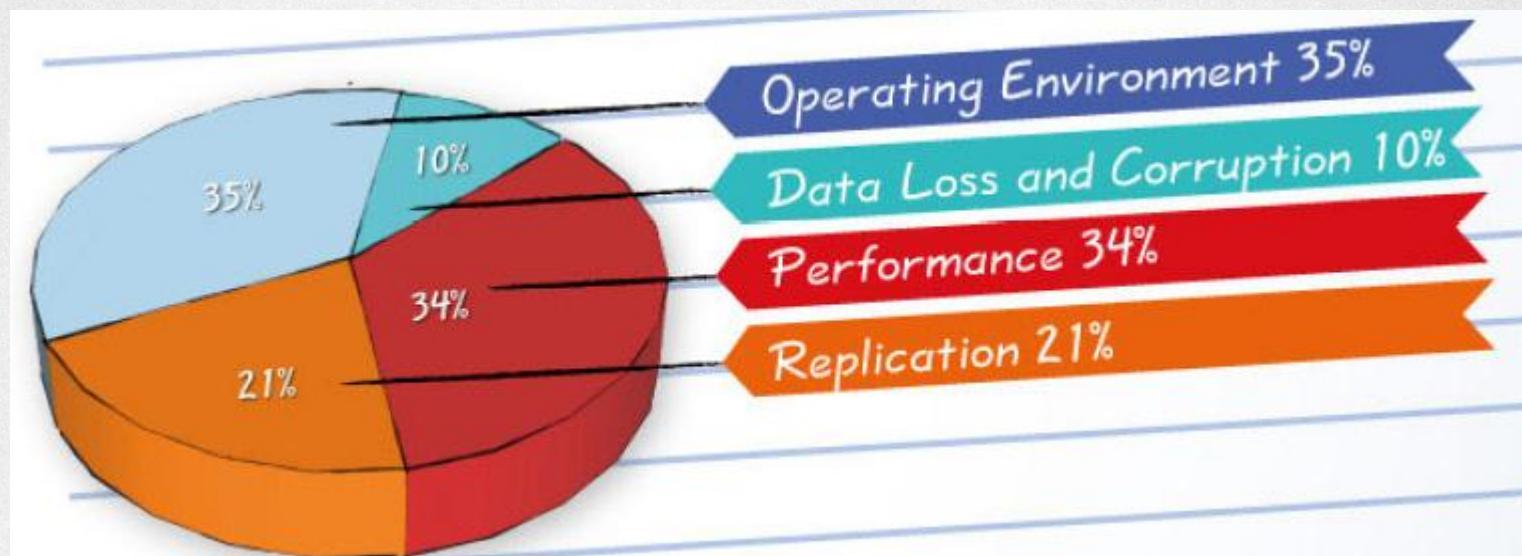 Operating Environment 35%
Data Loss and Corruption 10%
Performance 34%
Replication 21%
35%
10%
34%
21%